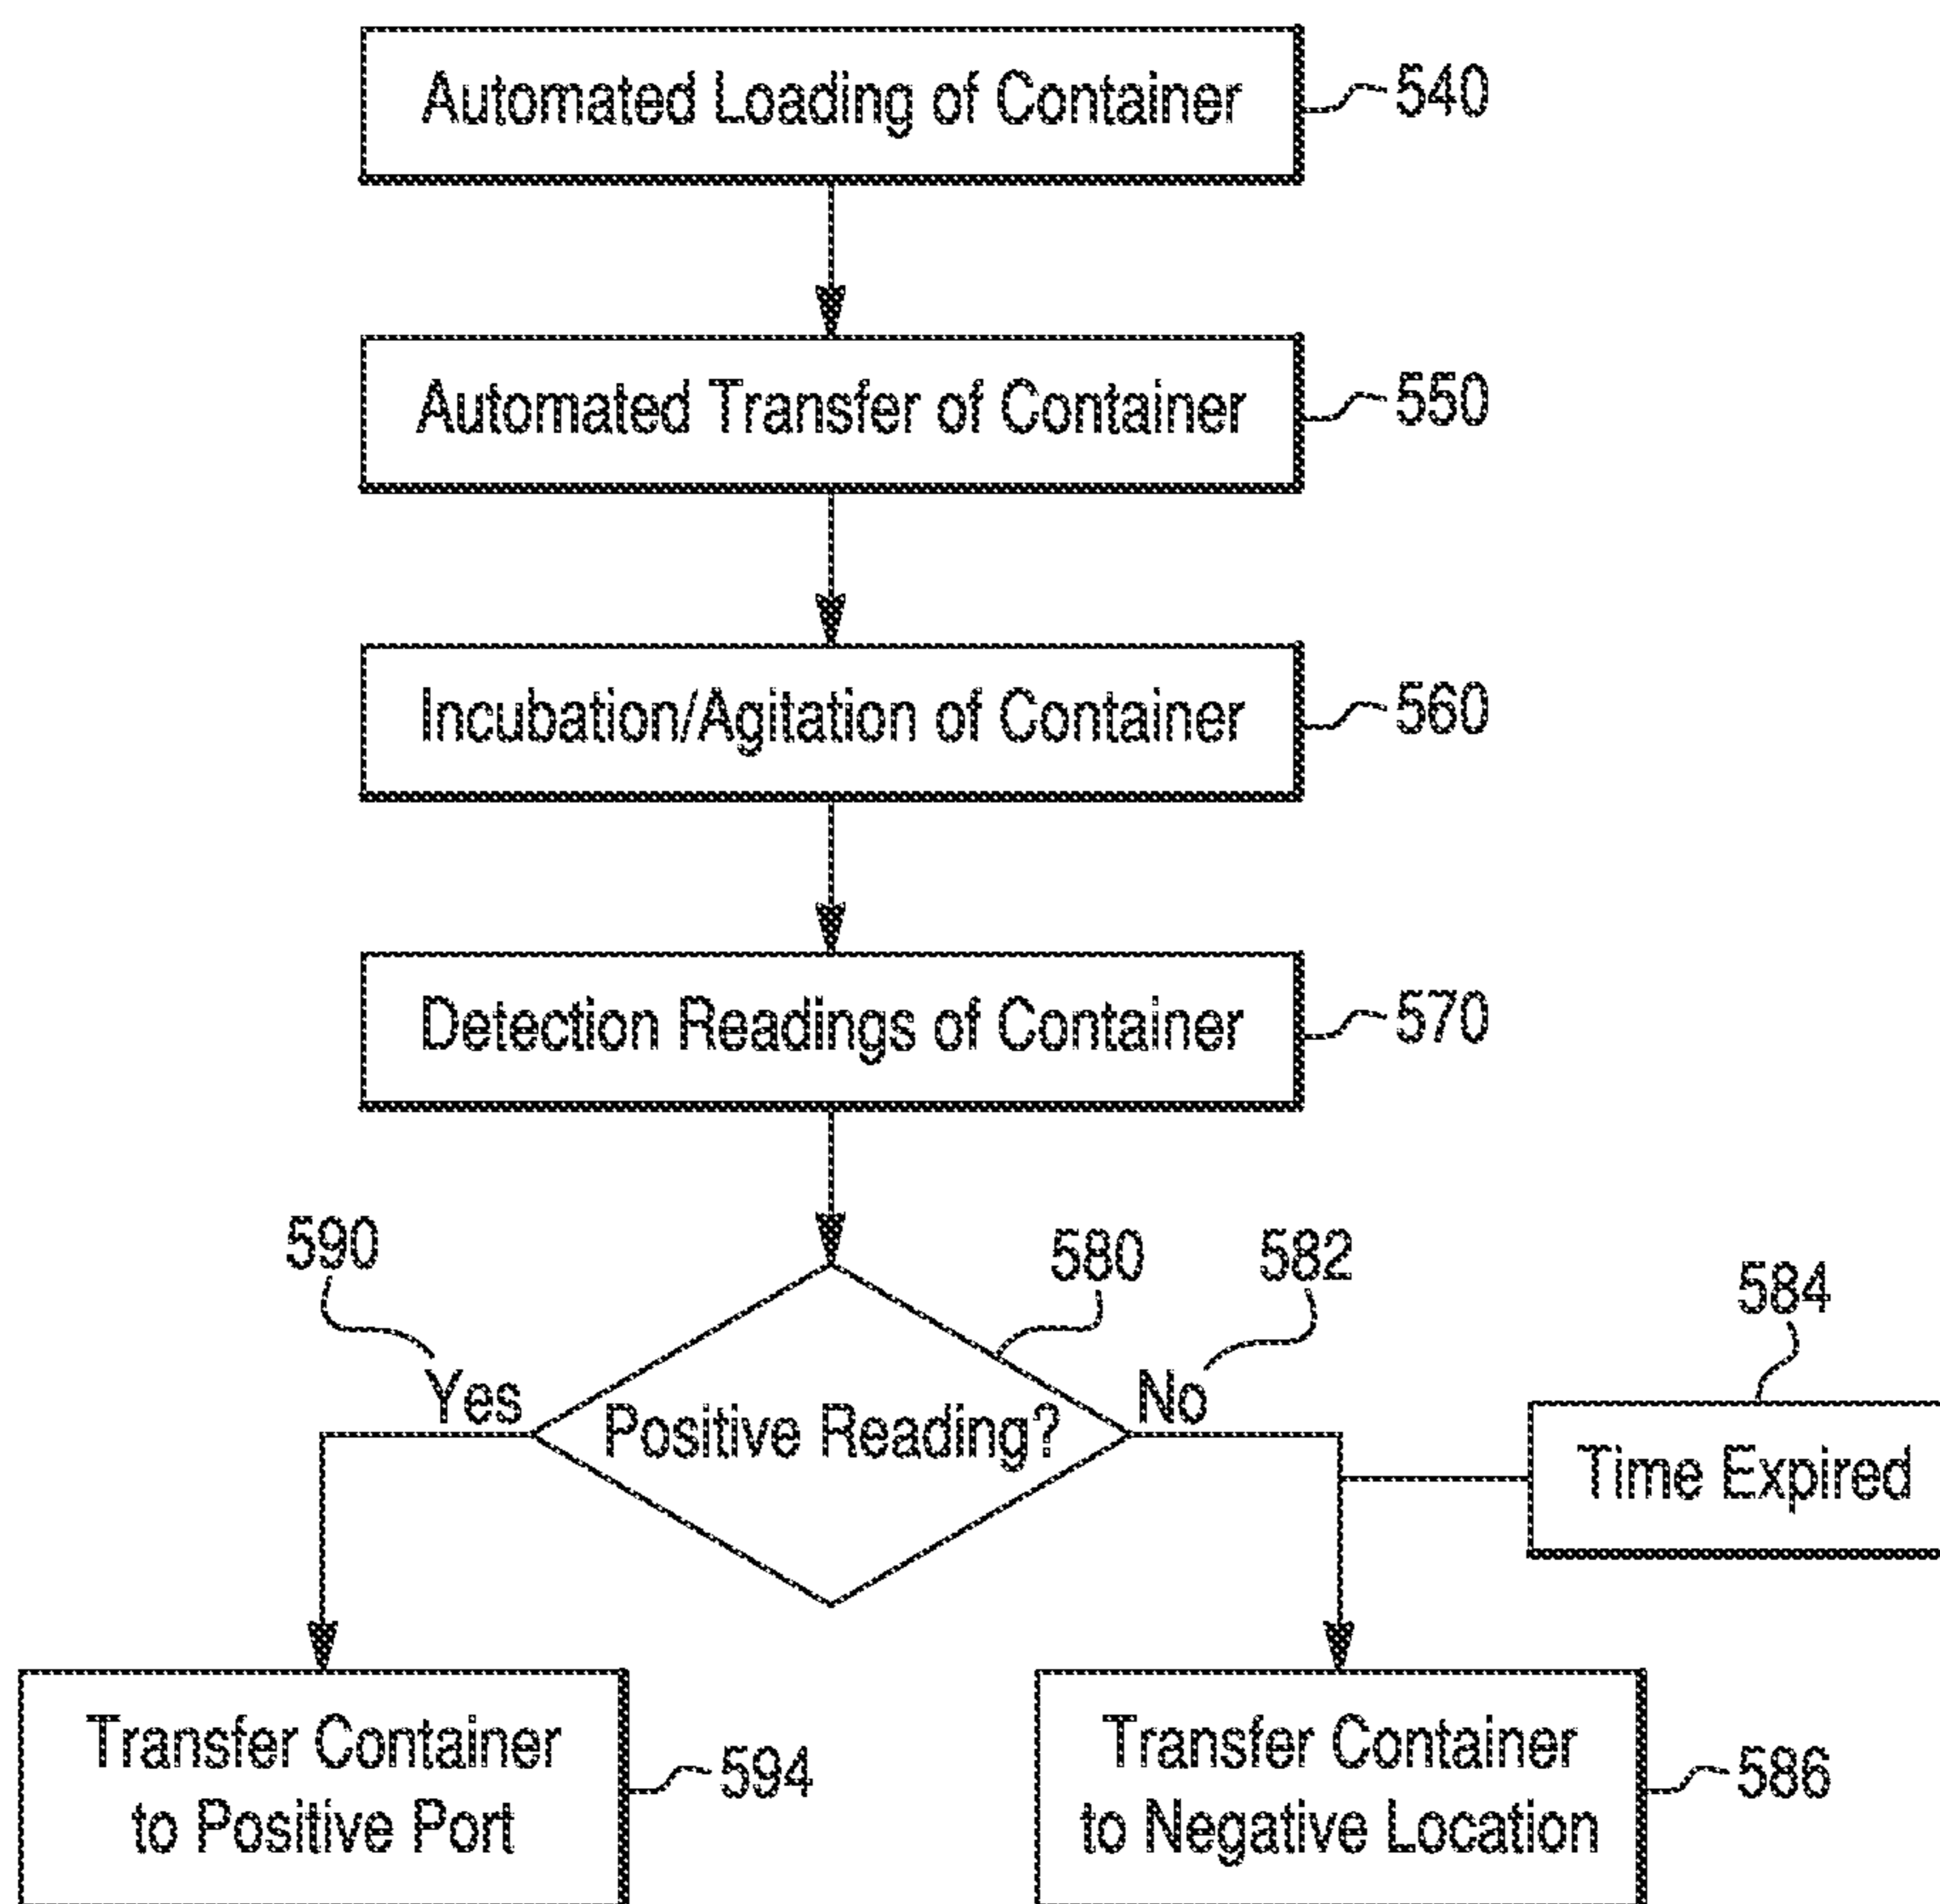 Automated Loading of Container
540
Automated Transfer of Container
550
Incubation/Agitation of Container
560
Detection Readings of Container
570
590
580
582
584
Yes
Positive Reading?
No
Time Expired
Transfer Container
to Positive Port
594
Transfer Container
to Negative Location
586